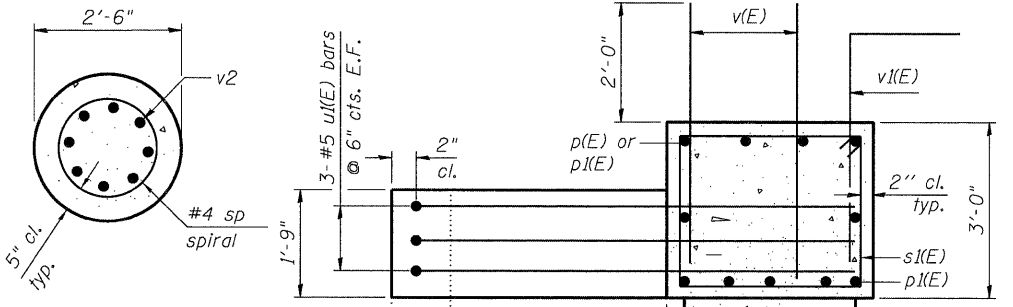 2'-6"
v2
#4 sp
spiral
5" cl.
typ.
3-#5 u1(E) bars
@ 6" cts. E.F.
2"
cl.
1'-9"
2'-0"
v(E)
v1(E)
p(E) or
p1(E)
2" cl.
typ.
3'-0"
s1(E)
p1(E)